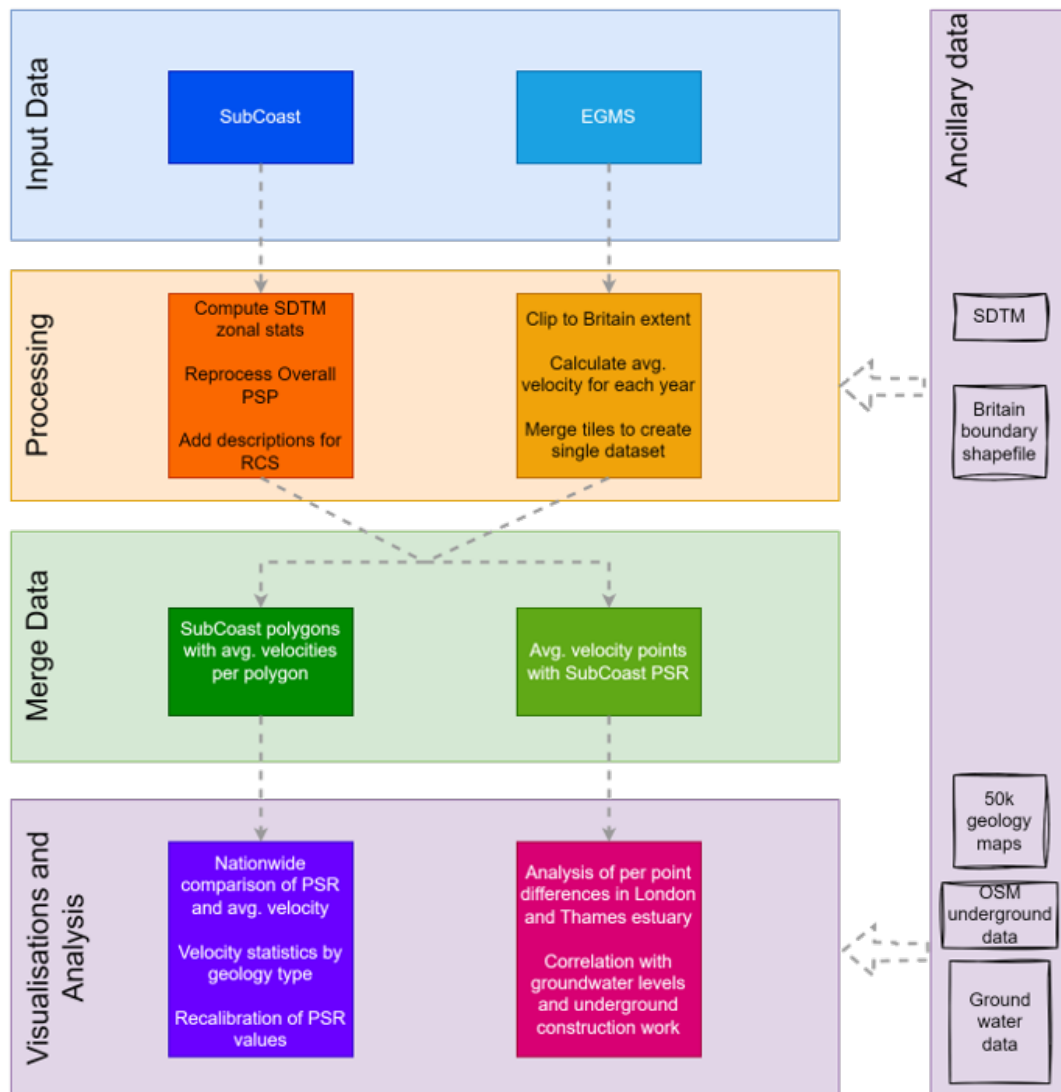 Input Data
SubCoast
EGMS
Processing
Compute SDTM
zonal stats
Reprocess Overall
PSP
Add descriptions for
RCS
Clip to Britain extent
Calculate avg.
velocity for each year
Merge tiles to create
single dataset
Merge Data
SubCoast polygons
with avg. velocities
per polygon
Avg. velocity points
with SubCoast PSR
Visualisations and
Analysis
Nationwide
comparison of PSR
and avg. velocity
Velocity statistics by
geology type
Recalibration of PSR
values
Analysis of per point
differences in London
and Thames estuary
Correlation with
groundwater levels
and underground
construction work
Ancillary data
SDTM
Britain
boundary
shapefile
50k
geology
maps
OSM
underground
data
Ground
water
data